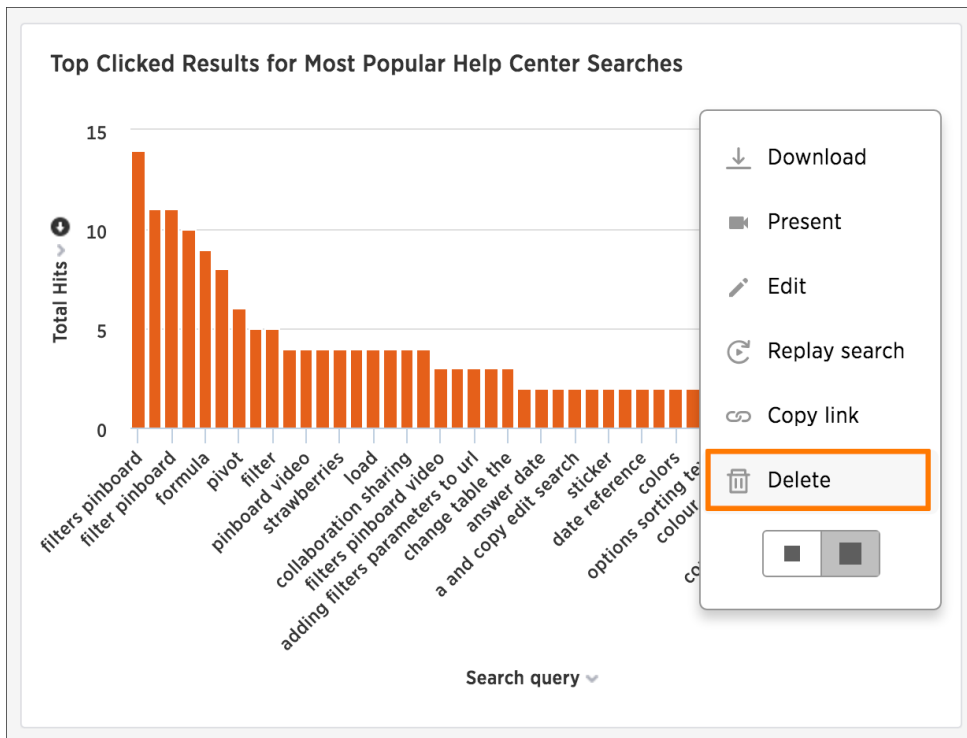 Top Clicked Results for Most Popular Help Center Searches
15
10
5
0
Total Hits
filters pinboard
filter pinboard
formula
pivot
filter
pinboard video
strawberries
load
collaboration sharing
filters pinboard video
adding filters parameters to url
change table the
answer date
a and copy edit search
sticker
date reference
colors
options sorting
colour
Search query
Download
Present
Edit
Replay search
Copy link
Delete